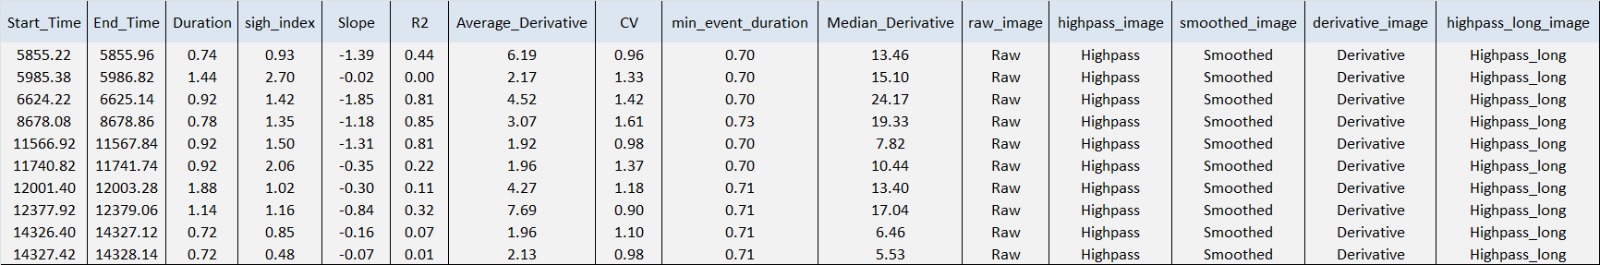 Start_Time End_Time Duration sigh_index Slope R2 Average_Derivative CV min_event_duration Median_Derivative raw_image highpass_image smoothed_image derivative_image highpass_long_image
5855.22 5855.96 0.74 0.93 -1.39 0.44 6.19 0.96 0.70 13.46 Raw Highpass Smoothed Derivative Highpass_long
5985.38 5986.82 1.44 2.70 -0.02 0.00 2.17 1.33 0.70 15.10 Raw Highpass Smoothed Derivative Highpass_long
6624.22 6625.14 0.92 1.42 -1.85 0.81 4.52 1.42 0.70 24.17 Raw Highpass Smoothed Derivative Highpass_long
8678.08 8678.86 0.78 1.35 -1.18 0.85 3.07 1.61 0.73 19.33 Raw Highpass Smoothed Derivative Highpass_long
11566.92 11567.84 0.92 1.50 -1.31 0.81 1.92 0.98 0.70 7.82 Raw Highpass Smoothed Derivative Highpass_long
11740.82 11741.74 0.92 2.06 -0.35 0.22 1.96 1.37 0.70 10.44 Raw Highpass Smoothed Derivative Highpass_long
12001.40 12003.28 1.88 1.02 -0.30 0.11 4.27 1.18 0.71 13.40 Raw Highpass Smoothed Derivative Highpass_long
12377.92 12379.06 1.14 1.16 -0.84 0.32 7.69 0.90 0.71 17.04 Raw Highpass Smoothed Derivative Highpass_long
14326.40 14327.12 0.72 0.85 -0.16 0.07 1.96 1.10 0.71 6.46 Raw Highpass Smoothed Derivative Highpass_long
14327.42 14328.14 0.72 0.48 -0.07 0.01 2.13 0.98 0.71 5.53 Raw Highpass Smoothed Derivative Highpass_long